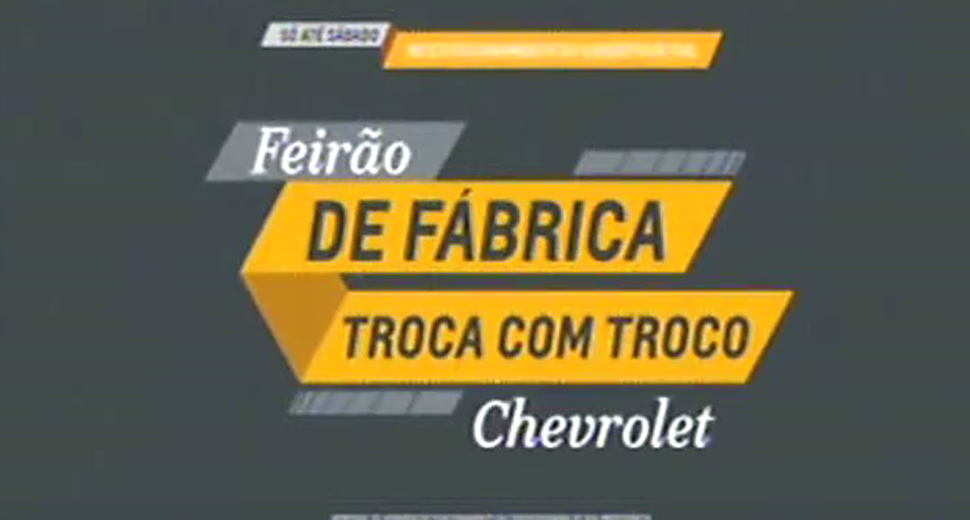 SÓ ATÉ SÁBADO
Feirão
DE FÁBRICA
TROCA COM TROCO
Chevrolet